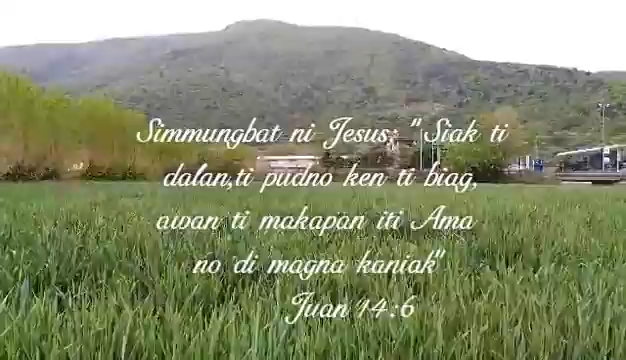 Simmungbat ni Jesus: "Siak ti
dalan,ti pudno ken ti biag,
awan ti makapan iti Ama
no di magna kaniak"
Juan 14:6